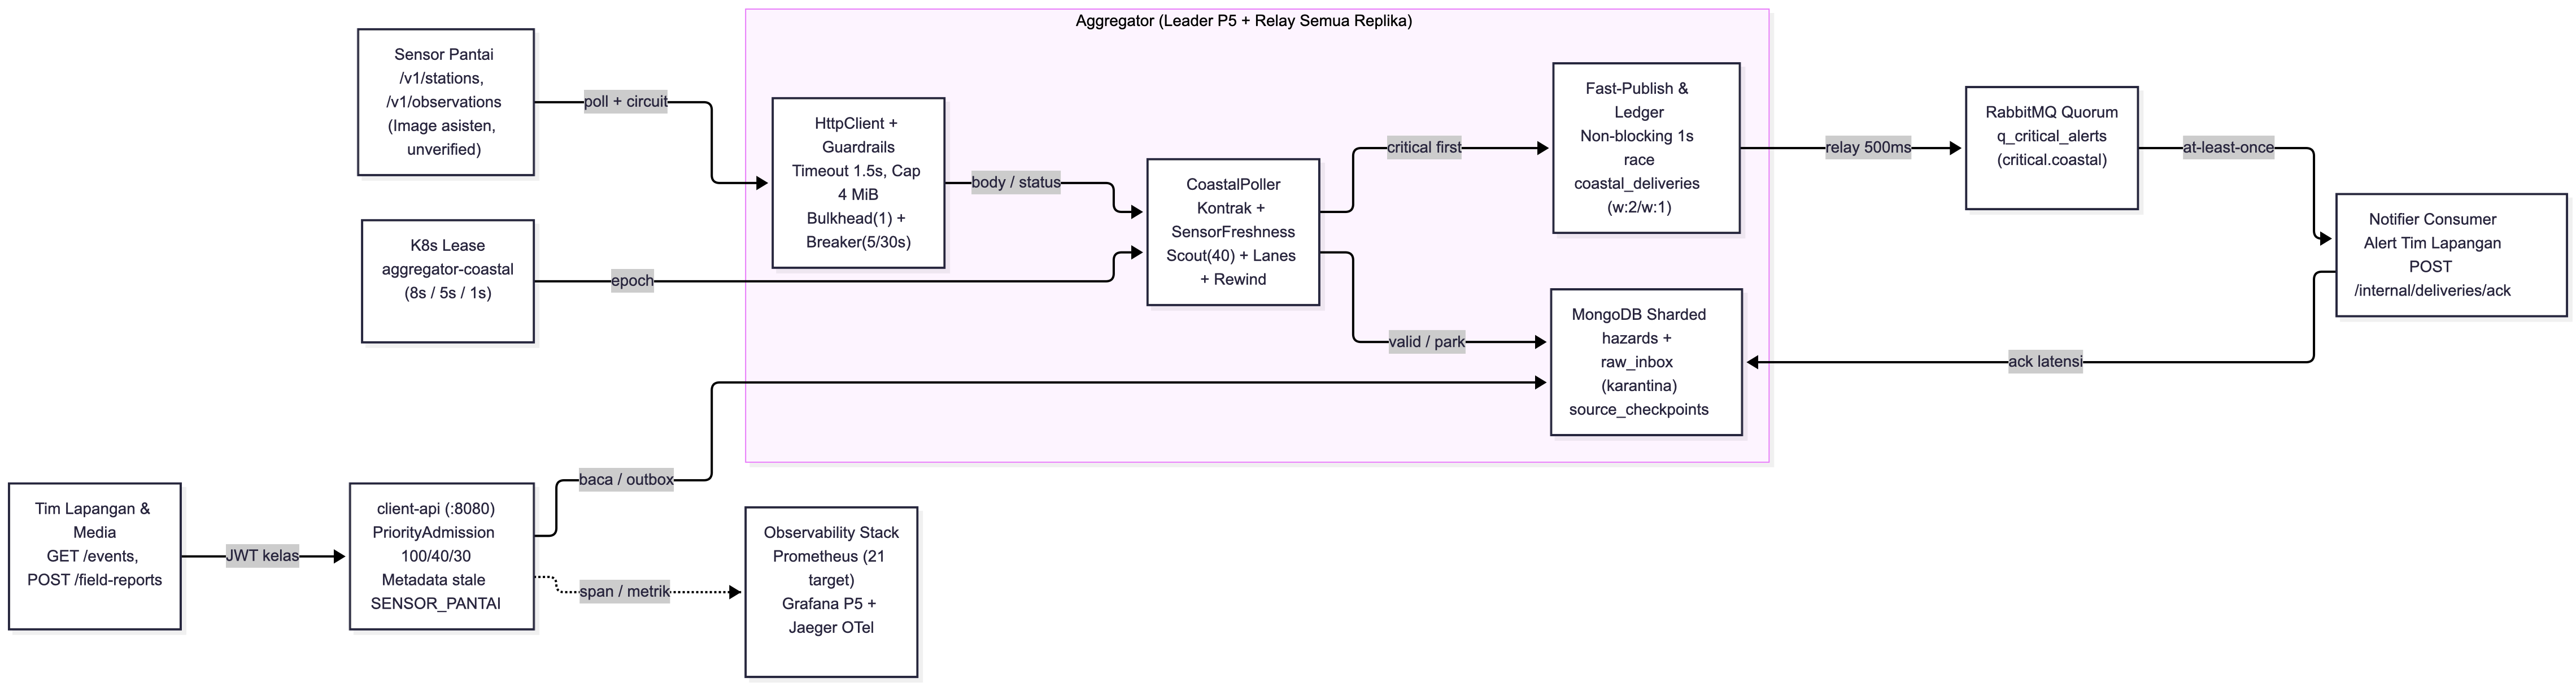 Aggregator (Leader P5 + Relay Semua Replika)
Sensor Pantai
/v1/stations,
/v1/observations
(Image asisten,
unverified)
poll + circuit
K8s Lease
aggregator-coastal
(8s / 5s / 1s)
epoch
HttpClient +
Guardrails
Timeout 1.5s, Cap
4 MiB
Bulkhead(1) +
Breaker(5/30s)
body / status
CoastalPoller
Kontrak +
SensorFreshness
Scout(40) + Lanes
+ Rewind
critical first
valid / park
Fast-Publish &
Ledger
Non-blocking 1s
race
coastal_deliveries
(w:2/w:1)
MongoDB Sharded
hazards +
raw_inbox
(karantina)
source_checkpoints
relay 500ms
RabbitMQ Quorum
q_critical_alerts
(critical.coastal)
at-least-once
Notifier Consumer
Alert Tim Lapangan
POST
/internal/deliveries/ack
ack latensi
Tim Lapangan &
Media
GET /events,
POST /field-reports
JWT kelas
client-api (:8080)
PriorityAdmission
100/40/30
Metadata stale
SENSOR_PANTAI
baca / outbox
span / metrik
Observability Stack
Prometheus (21
target)
Grafana P5 +
Jaeger OTel